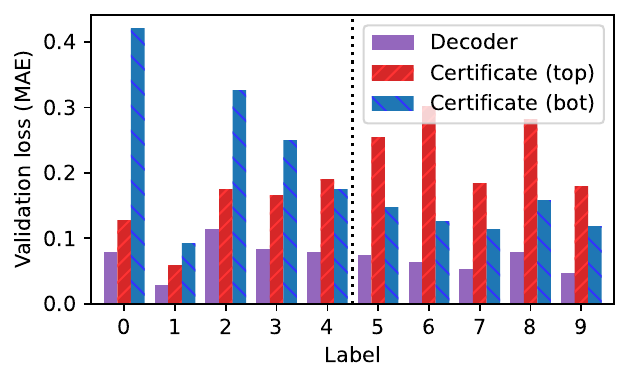 Validation loss (MAE)
0.4
0.3
0.2
0.1
0.0
Decoder
Certificate (top)
Certificate (bot)
0 1 2 3 4 5 6 7 8 9
Label